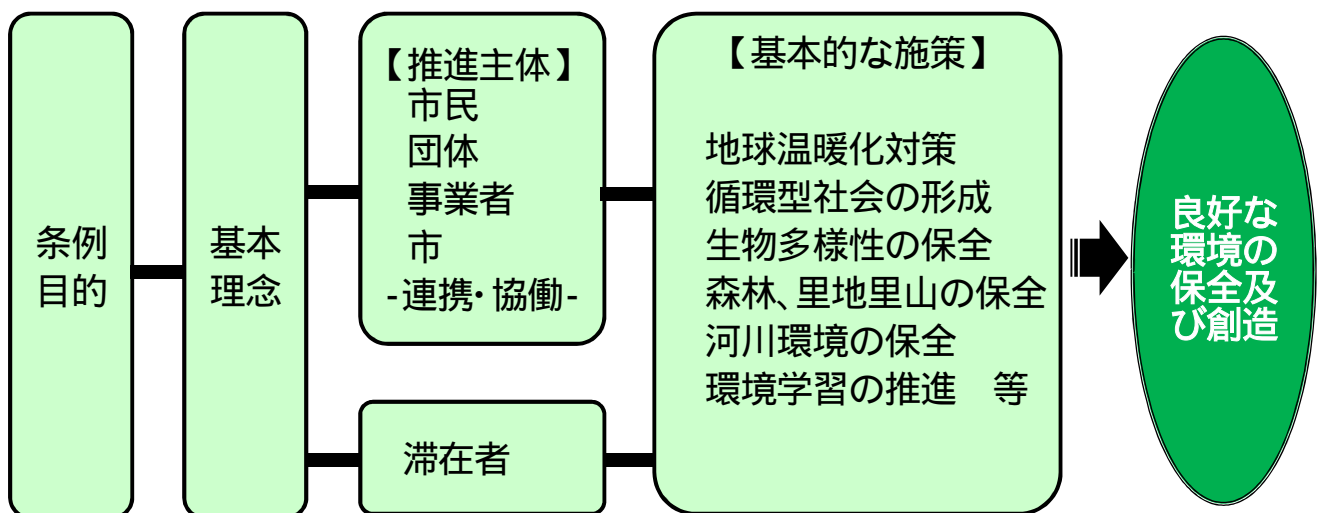 条例
目的
基本
理念
【推進主体】
市民
団体
事業者
市
-連携・協働-
滞在者
【基本的な施策】
地球温暖化対策
循環型社会の形成
生物多様性の保全
森林、里地里山の保全
河川環境の保全
環境学習の推進　等
良好な
環境の
保全及
び創造